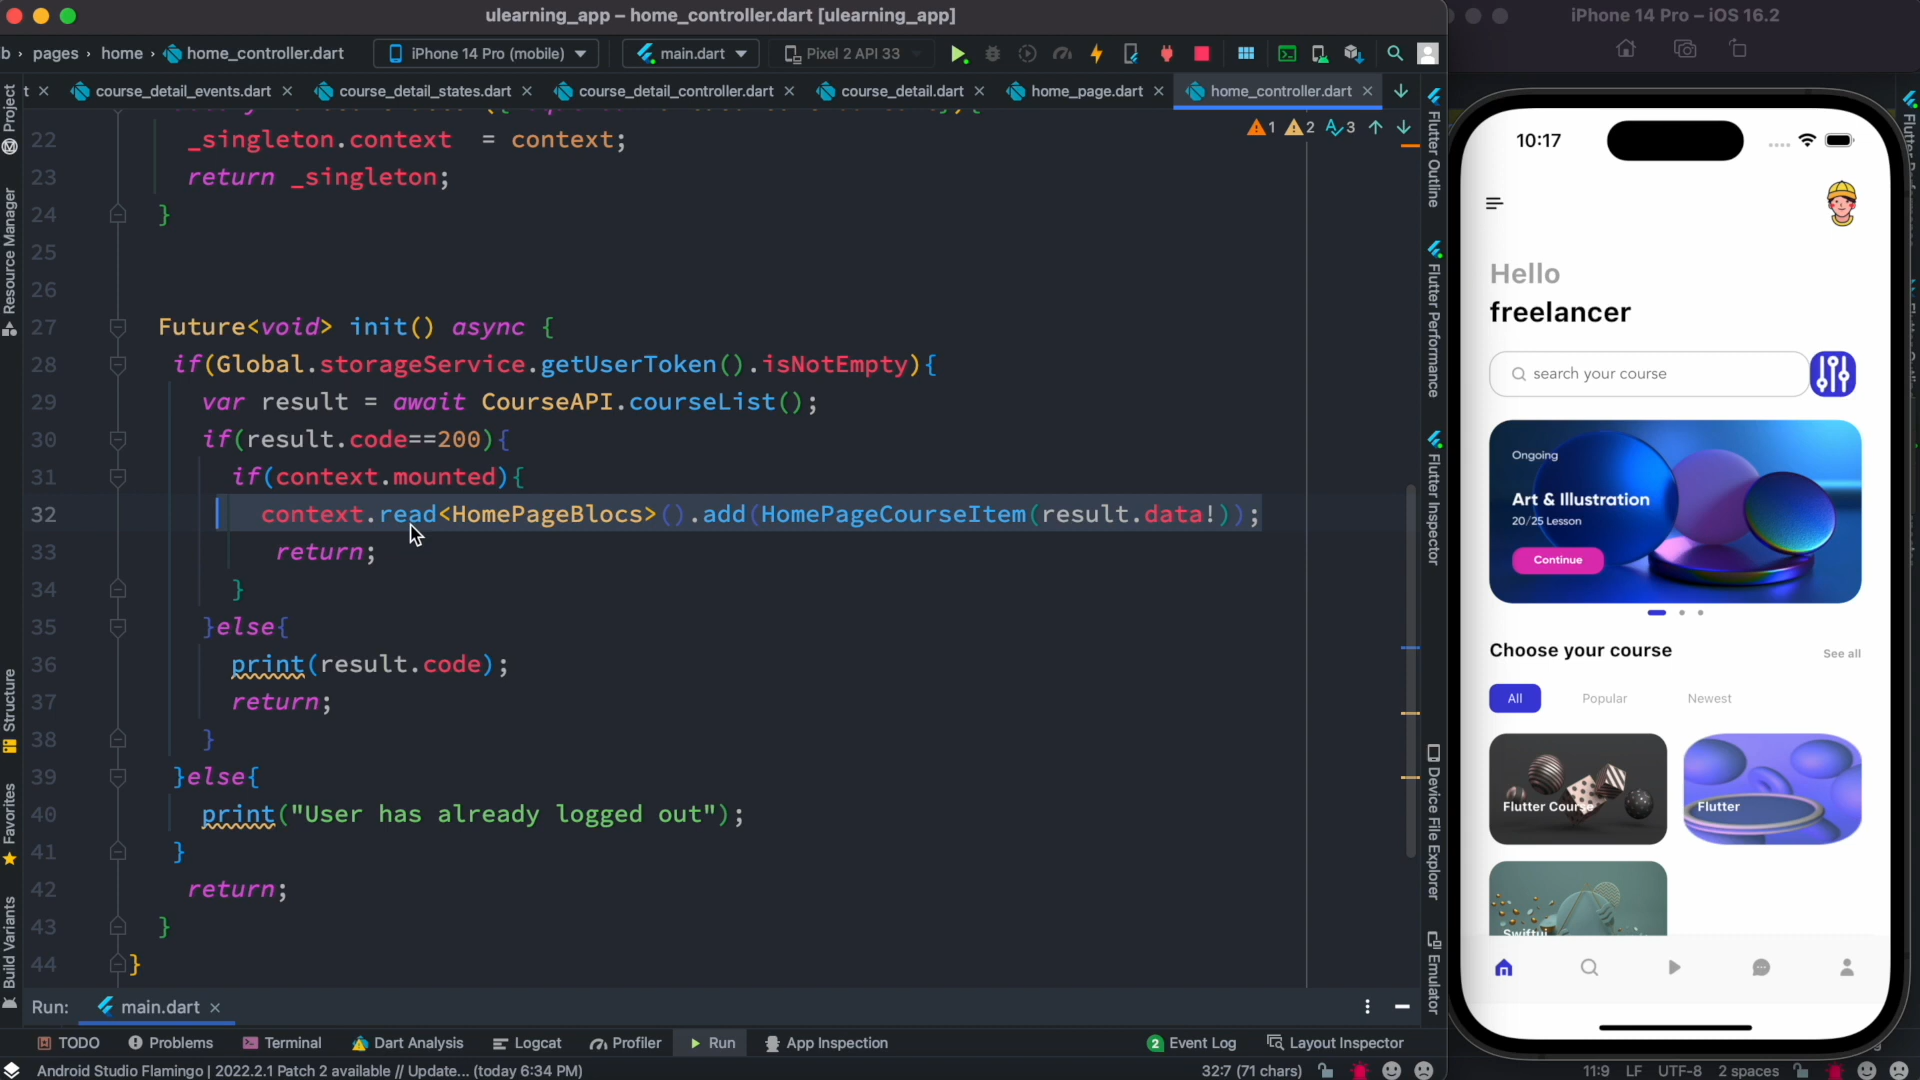 ulearning_app – home_controller.dart [ulearning_app]
b › pages › home › home_controller.dart
iPhone 14 Pro (mobile)
main.dart
Pixel 2 API 33
t
course_detail_events.dart
course_detail_states.dart
course_detail_controller.dart
course_detail.dart
home_page.dart
home_controller.dart
1 2 3
22 _singleton.context  = context;
23 return _singleton;
24 }
25
26
27 Future<void> init() async {
28 if(Global.storageService.getUserToken().isNotEmpty){
29 var result = await CourseAPI.courseList();
30 if(result.code==200){
31 if(context.mounted){
32 context.read<HomePageBlocs>().add(HomePageCourseItem(result.data!));
33 return;
34 }
35 }else{
36 print(result.code);
37 return;
38 }
39 }else{
40 print("User has already logged out");
41 }
42 return;
43 }
44 }
Project
Resource Manager
Structure
Favorites
Build Variants
Flutter Outline
Flutter Performance
Flutter Inspector
Device File Explorer
Emulator
Run: main.dart
TODO
Problems
Terminal
Dart Analysis
Logcat
Profiler
Run
App Inspection
2 Event Log
Layout Inspector
Android Studio Flamingo | 2022.2.1 Patch 2 available // Update... (today 6:34 PM)
32:7 (71 chars)
11:9 LF UTF-8 2 spaces
iPhone 14 Pro – iOS 16.2
10:17
Hello
freelancer
search your course
Ongoing
Art & Illustration
20/25 Lesson
Continue
Choose your course
See all
All
Popular
Newest
Flutter Course
Flutter
Swiftui